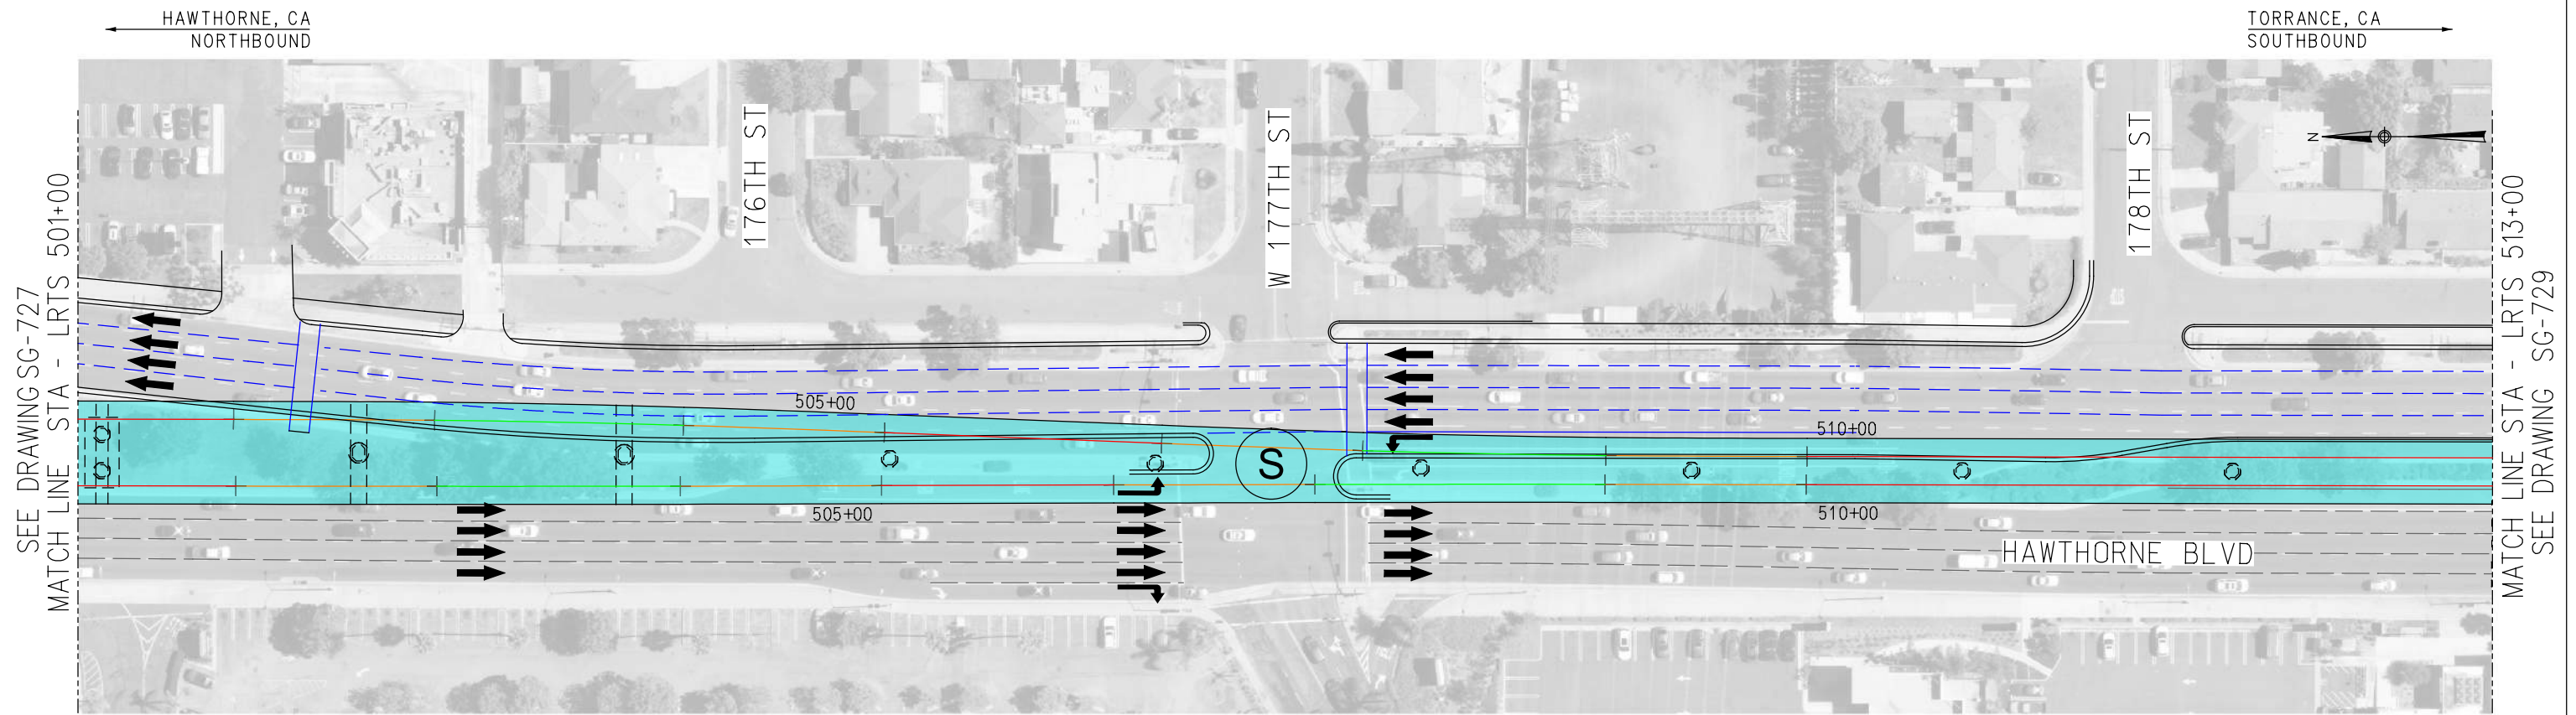 HAWTHORNE, CA
NORTHBOUND
TORRANCE, CA
SOUTHBOUND
SEE DRAWING SG-727
MATCH LINE STA - LRTS 501+00
176TH ST
W 177TH ST
178TH ST
N
MATCH LINE STA - LRTS 513+00
SEE DRAWING SG-729
505+00
510+00
S
505+00
510+00
HAWTHORNE BLVD